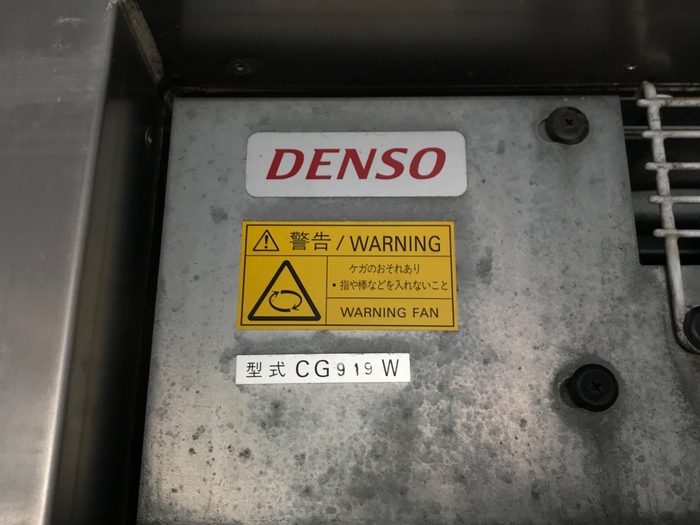 DENSO
警告 / WARNING
ケガのおそれあり
・指や棒などを入れないこと
WARNING FAN
型式 CG919W